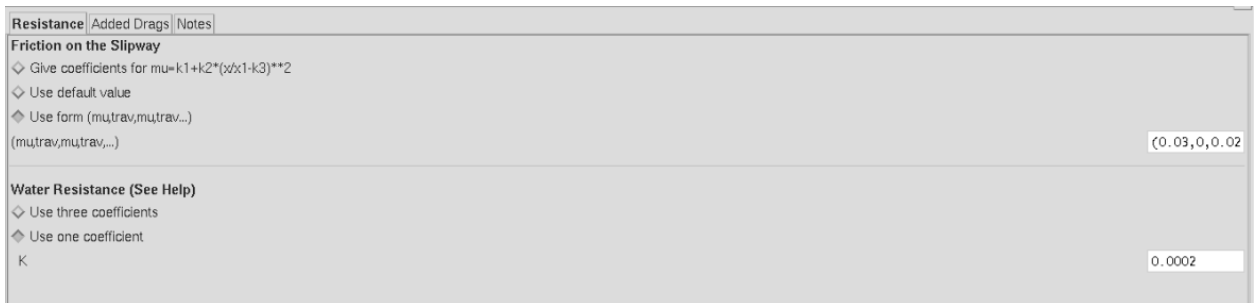 Resistance Added Drags Notes
Friction on the Slipway
Give coefficients for mu=k1+k2*(x/x1-k3)**2
Use default value
Use form (mu,trav,mu,trav...)
(mu,trav,mu,trav,...) (0.03,0,0.02
Water Resistance (See Help)
Use three coefficients
Use one coefficient
K 0.0002